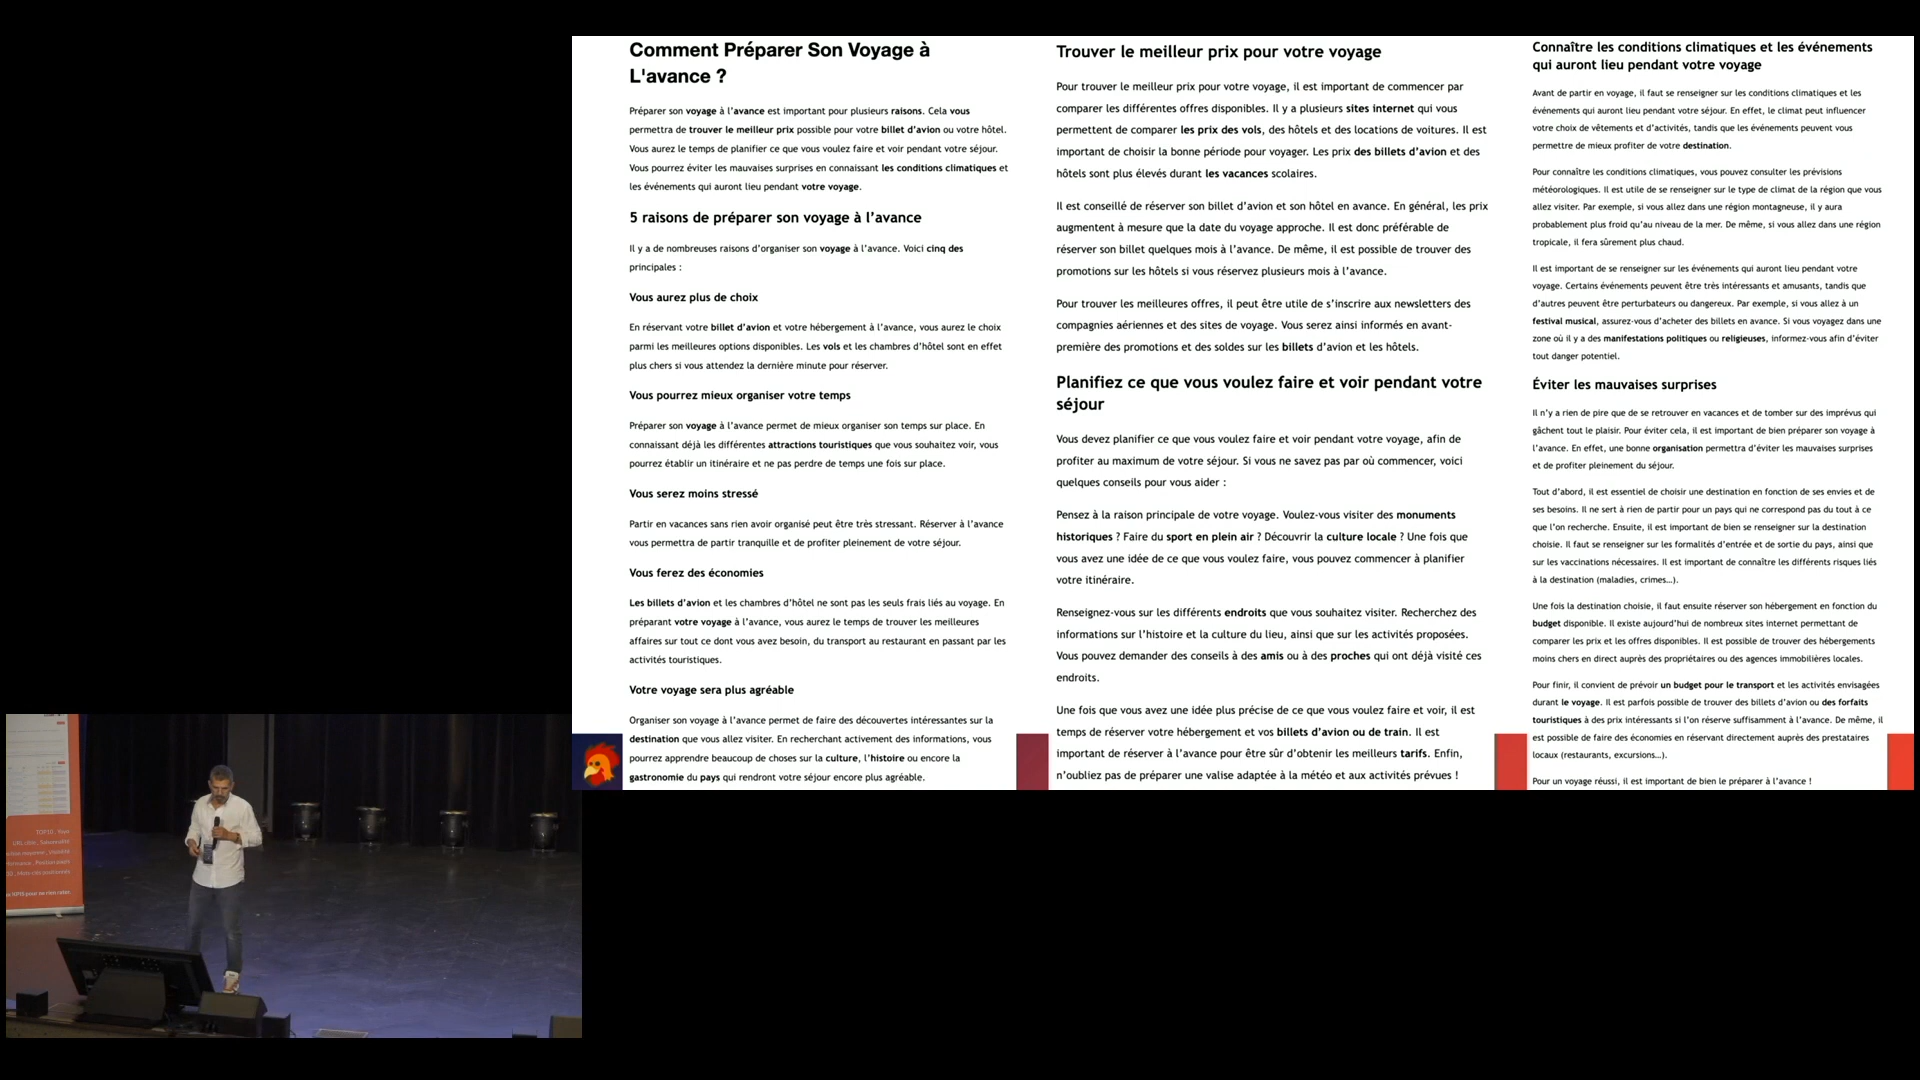 Comment Préparer Son Voyage à
L'avance ?
Préparer son voyage à l’avance est important pour plusieurs raisons. Cela vous
permettra de trouver le meilleur prix possible pour votre billet d’avion ou votre hôtel.
Vous aurez le temps de planifier ce que vous voulez faire et voir pendant votre séjour.
Vous pourrez éviter les mauvaises surprises en connaissant les conditions climatiques et
les événements qui auront lieu pendant votre voyage.
5 raisons de préparer son voyage à l’avance
Il y a de nombreuses raisons d’organiser son voyage à l’avance. Voici cinq des
principales :
Vous aurez plus de choix
En réservant votre billet d’avion et votre hébergement à l’avance, vous aurez le choix
parmi les meilleures options disponibles. Les vols et les chambres d’hôtel sont en effet
plus chers si vous attendez la dernière minute pour réserver.
Vous pourrez mieux organiser votre temps
Préparer son voyage à l’avance permet de mieux organiser son temps sur place. En
connaissant déjà les différentes attractions touristiques que vous souhaitez voir, vous
pourrez établir un itinéraire et ne pas perdre de temps une fois sur place.
Vous serez moins stressé
Partir en vacances sans rien avoir organisé peut être très stressant. Réserver à l’avance
vous permettra de partir tranquille et de profiter pleinement de votre séjour.
Vous ferez des économies
Les billets d’avion et les chambres d’hôtel ne sont pas les seuls frais liés au voyage. En
préparant votre voyage à l’avance, vous aurez le temps de trouver les meilleures
affaires sur tout ce dont vous avez besoin, du transport au restaurant en passant par les
activités touristiques.
Votre voyage sera plus agréable
Organiser son voyage à l’avance permet de faire des découvertes intéressantes sur la
destination que vous allez visiter. En recherchant activement des informations, vous
pourrez apprendre beaucoup de choses sur la culture, l’histoire ou encore la
gastronomie du pays qui rendront votre séjour encore plus agréable.
Trouver le meilleur prix pour votre voyage
Pour trouver le meilleur prix pour votre voyage, il est important de commencer par
comparer les différentes offres disponibles. Il y a plusieurs sites internet qui vous
permettent de comparer les prix des vols, des hôtels et des locations de voitures. Il est
important de choisir la bonne période pour voyager. Les prix des billets d’avion et des
hôtels sont plus élevés durant les vacances scolaires.
Il est conseillé de réserver son billet d’avion et son hôtel en avance. En général, les prix
augmentent à mesure que la date du voyage approche. Il est donc préférable de
réserver son billet quelques mois à l’avance. De même, il est possible de trouver des
promotions sur les hôtels si vous réservez plusieurs mois à l’avance.
Pour trouver les meilleures offres, il peut être utile de s’inscrire aux newsletters des
compagnies aériennes et des sites de voyage. Vous serez ainsi informés en avant-
première des promotions et des soldes sur les billets d’avion et les hôtels.
Planifiez ce que vous voulez faire et voir pendant votre
séjour
Vous devez planifier ce que vous voulez faire et voir pendant votre voyage, afin de
profiter au maximum de votre séjour. Si vous ne savez pas par où commencer, voici
quelques conseils pour vous aider :
Pensez à la raison principale de votre voyage. Voulez-vous visiter des monuments
historiques ? Faire du sport en plein air ? Découvrir la culture locale ? Une fois que
vous avez une idée de ce que vous voulez faire, vous pouvez commencer à planifier
votre itinéraire.
Renseignez-vous sur les différents endroits que vous souhaitez visiter. Recherchez des
informations sur l’histoire et la culture du lieu, ainsi que sur les activités proposées.
Vous pouvez demander des conseils à des amis ou à des proches qui ont déjà visité ces
endroits.
Une fois que vous avez une idée plus précise de ce que vous voulez faire et voir, il est
temps de réserver votre hébergement et vos billets d’avion ou de train. Il est
important de réserver à l’avance pour être sûr d’obtenir les meilleurs tarifs. Enfin,
n’oubliez pas de préparer une valise adaptée à la météo et aux activités prévues !
Connaître les conditions climatiques et les événements
qui auront lieu pendant votre voyage
Avant de partir en voyage, il faut se renseigner sur les conditions climatiques et les
événements qui auront lieu pendant votre séjour. En effet, le climat peut influencer
votre choix de vêtements et d’activités, tandis que les événements peuvent vous
permettre de mieux profiter de votre destination.
Pour connaître les conditions climatiques, vous pouvez consulter les prévisions
météorologiques. Il est utile de se renseigner sur le type de climat de la région que vous
allez visiter. Par exemple, si vous allez dans une région montagneuse, il y aura
probablement plus froid qu’au niveau de la mer. De même, si vous allez dans une région
tropicale, il fera sûrement plus chaud.
Il est important de se renseigner sur les événements qui auront lieu pendant votre
voyage. Certains événements peuvent être très intéressants et amusants, tandis que
d’autres peuvent être perturbateurs ou dangereux. Par exemple, si vous allez à un
festival musical, assurez-vous d’acheter des billets en avance. Si vous voyagez dans une
zone où il y a des manifestations politiques ou religieuses, informez-vous afin d’éviter
tout danger potentiel.
Éviter les mauvaises surprises
Il n’y a rien de pire que de se retrouver en vacances et de tomber sur des imprévus qui
gâchent tout le plaisir. Pour éviter cela, il est important de bien préparer son voyage à
l’avance. En effet, une bonne organisation permettra d’éviter les mauvaises surprises
et de profiter pleinement du séjour.
Tout d’abord, il est essentiel de choisir une destination en fonction de ses envies et de
ses besoins. Il ne sert à rien de partir pour un pays qui ne correspond pas du tout à ce
que l’on recherche. Ensuite, il est important de bien se renseigner sur la destination
choisie. Il faut se renseigner sur les formalités d’entrée et de sortie du pays, ainsi que
sur les vaccinations nécessaires. Il est important de connaître les différents risques liés
à la destination (maladies, crimes…).
Une fois la destination choisie, il faut ensuite réserver son hébergement en fonction du
budget disponible. Il existe aujourd’hui de nombreux sites internet permettant de
comparer les prix et les offres disponibles. Il est possible de trouver des hébergements
moins chers en direct auprès des propriétaires ou des agences immobilières locales.
Pour finir, il convient de prévoir un budget pour le transport et les activités envisagées
durant le voyage. Il est parfois possible de trouver des billets d’avion ou des forfaits
touristiques à des prix intéressants si l’on réserve suffisamment à l’avance. De même, il
est possible de faire des économies en réservant directement auprès des prestataires
locaux (restaurants, excursions…).
Pour un voyage réussi, il est important de bien le préparer à l’avance !